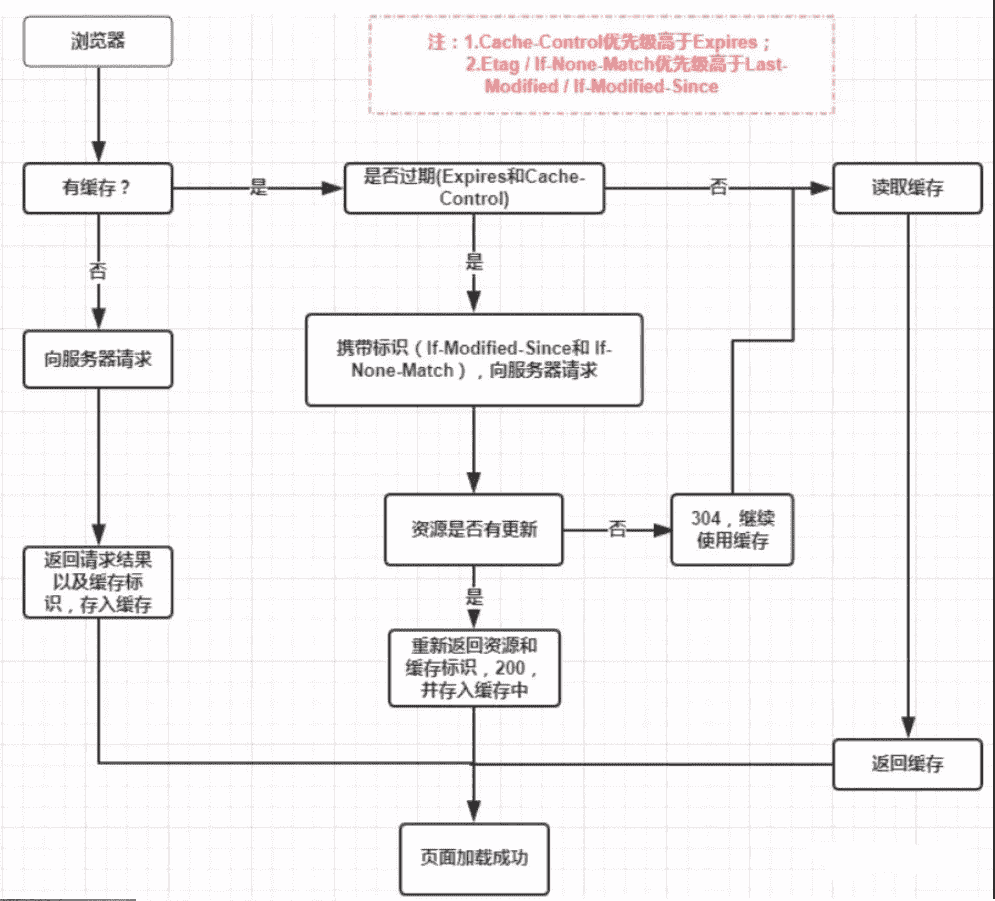 浏览器
注：1.Cache-Control优先级高于Expires；
2.Etag / If-None-Match优先级高于Last-
Modified / If-Modified-Since
有缓存？
是
是否过期(Expires和Cache-
Control)
否
读取缓存
否
是
向服务器请求
携带标识（If-Modified-Since和 If-
None-Match），向服务器请求
资源是否有更新
否
304，继续
使用缓存
返回请求结果
以及缓存标
识，存入缓存
是
重新返回资源和
缓存标识，200，
并存入缓存中
返回缓存
页面加载成功